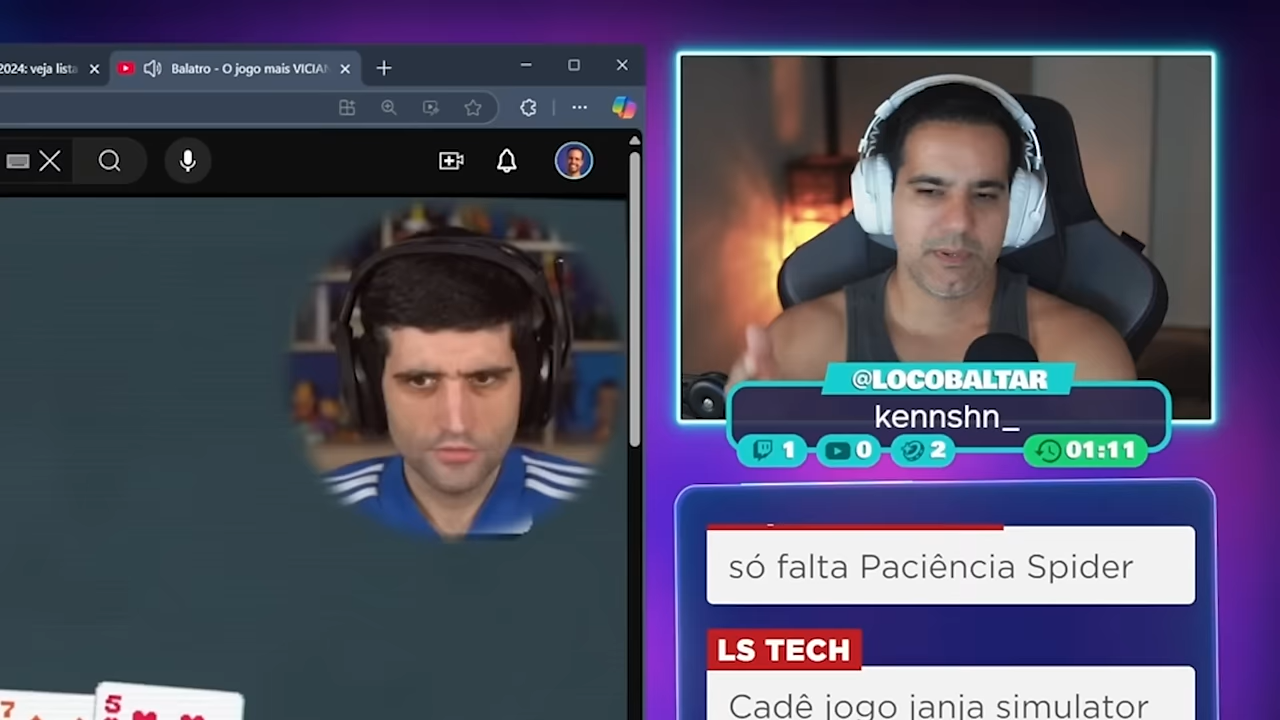 2024: veja lista
Balatro - O jogo mais VICIAN
@LOCOBALTAR
kennshn_
1
0
2
01:11
só falta Paciência Spider
LS TECH
Cadê jogo janja simulator
7
5